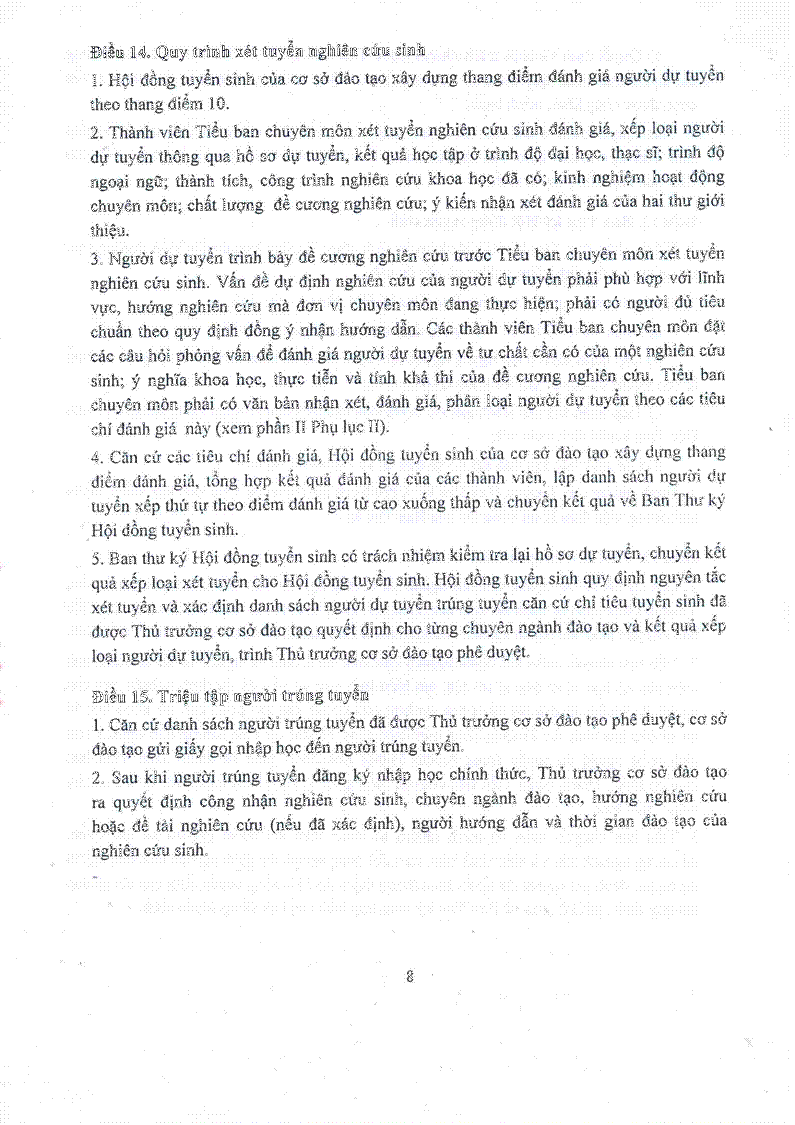 Điều 14. Quy trình xét tuyển nghiên cứu sinh
1. Hội đồng tuyển sinh của cơ sở đào tạo xây dựng thang điểm đánh giá người dự tuyển
theo thang điểm 10.
2. Thành viên Tiểu ban chuyên môn xét tuyển nghiên cứu sinh đánh giá, xếp loại người
dự tuyển thông qua hồ sơ dự tuyển, kết quả học tập ở trình độ đại học, thạc sĩ; trình độ
ngoại ngữ; thành tích, công trình nghiên cứu khoa học đã có; kinh nghiệm hoạt động
chuyên môn; chất lượng đề cương nghiên cứu; ý kiến nhận xét đánh giá của hai thư giới
thiệu.
3. Người dự tuyển trình bày đề cương nghiên cứu trước Tiểu ban chuyên môn xét tuyển
nghiên cứu sinh. Vấn đề dự định nghiên cứu của người dự tuyển phải phù hợp với lĩnh
vực, hướng nghiên cứu mà đơn vị chuyên môn đang thực hiện; phải có người đủ tiêu
chuẩn theo quy định đồng ý nhận hướng dẫn. Các thành viên Tiểu ban chuyên môn đặt
các câu hỏi phỏng vấn để đánh giá người dự tuyển về tư chất cần có của một nghiên cứu
sinh; ý nghĩa khoa học, thực tiễn và tính khả thi của đề cương nghiên cứu. Tiểu ban
chuyên môn phải có văn bản nhận xét, đánh giá, phân loại người dự tuyển theo các tiêu
chí đánh giá này (xem phần II Phụ lục II).
4. Căn cứ các tiêu chí đánh giá, Hội đồng tuyển sinh của cơ sở đào tạo xây dựng thang
điểm đánh giá, tổng hợp kết quả đánh giá của các thành viên, lập danh sách người dự
tuyển xếp thứ tự theo điểm đánh giá từ cao xuống thấp và chuyển kết quả về Ban Thư ký
Hội đồng tuyển sinh.
5. Ban thư ký Hội đồng tuyển sinh có trách nhiệm kiểm tra lại hồ sơ dự tuyển, chuyển kết
quả xếp loại xét tuyển cho Hội đồng tuyển sinh. Hội đồng tuyển sinh quy định nguyên tắc
xét tuyển và xác định danh sách người dự tuyển trúng tuyển căn cứ chỉ tiêu tuyển sinh đã
được Thủ trưởng cơ sở đào tạo quyết định cho từng chuyên ngành đào tạo và kết quả xếp
loại người dự tuyển, trình Thủ trưởng cơ sở đào tạo phê duyệt.
Điều 15. Triệu tập người trúng tuyển
1. Căn cứ danh sách người trúng tuyển đã được Thủ trưởng cơ sở đào tạo phê duyệt, cơ sở
đào tạo gửi giấy gọi nhập học đến người trúng tuyển.
2. Sau khi người trúng tuyển đăng ký nhập học chính thức, Thủ trưởng cơ sở đào tạo
ra quyết định công nhận nghiên cứu sinh, chuyên ngành đào tạo, hướng nghiên cứu
hoặc đề tài nghiên cứu (nếu đã xác định), người hướng dẫn và thời gian đào tạo của
nghiên cứu sinh.
8